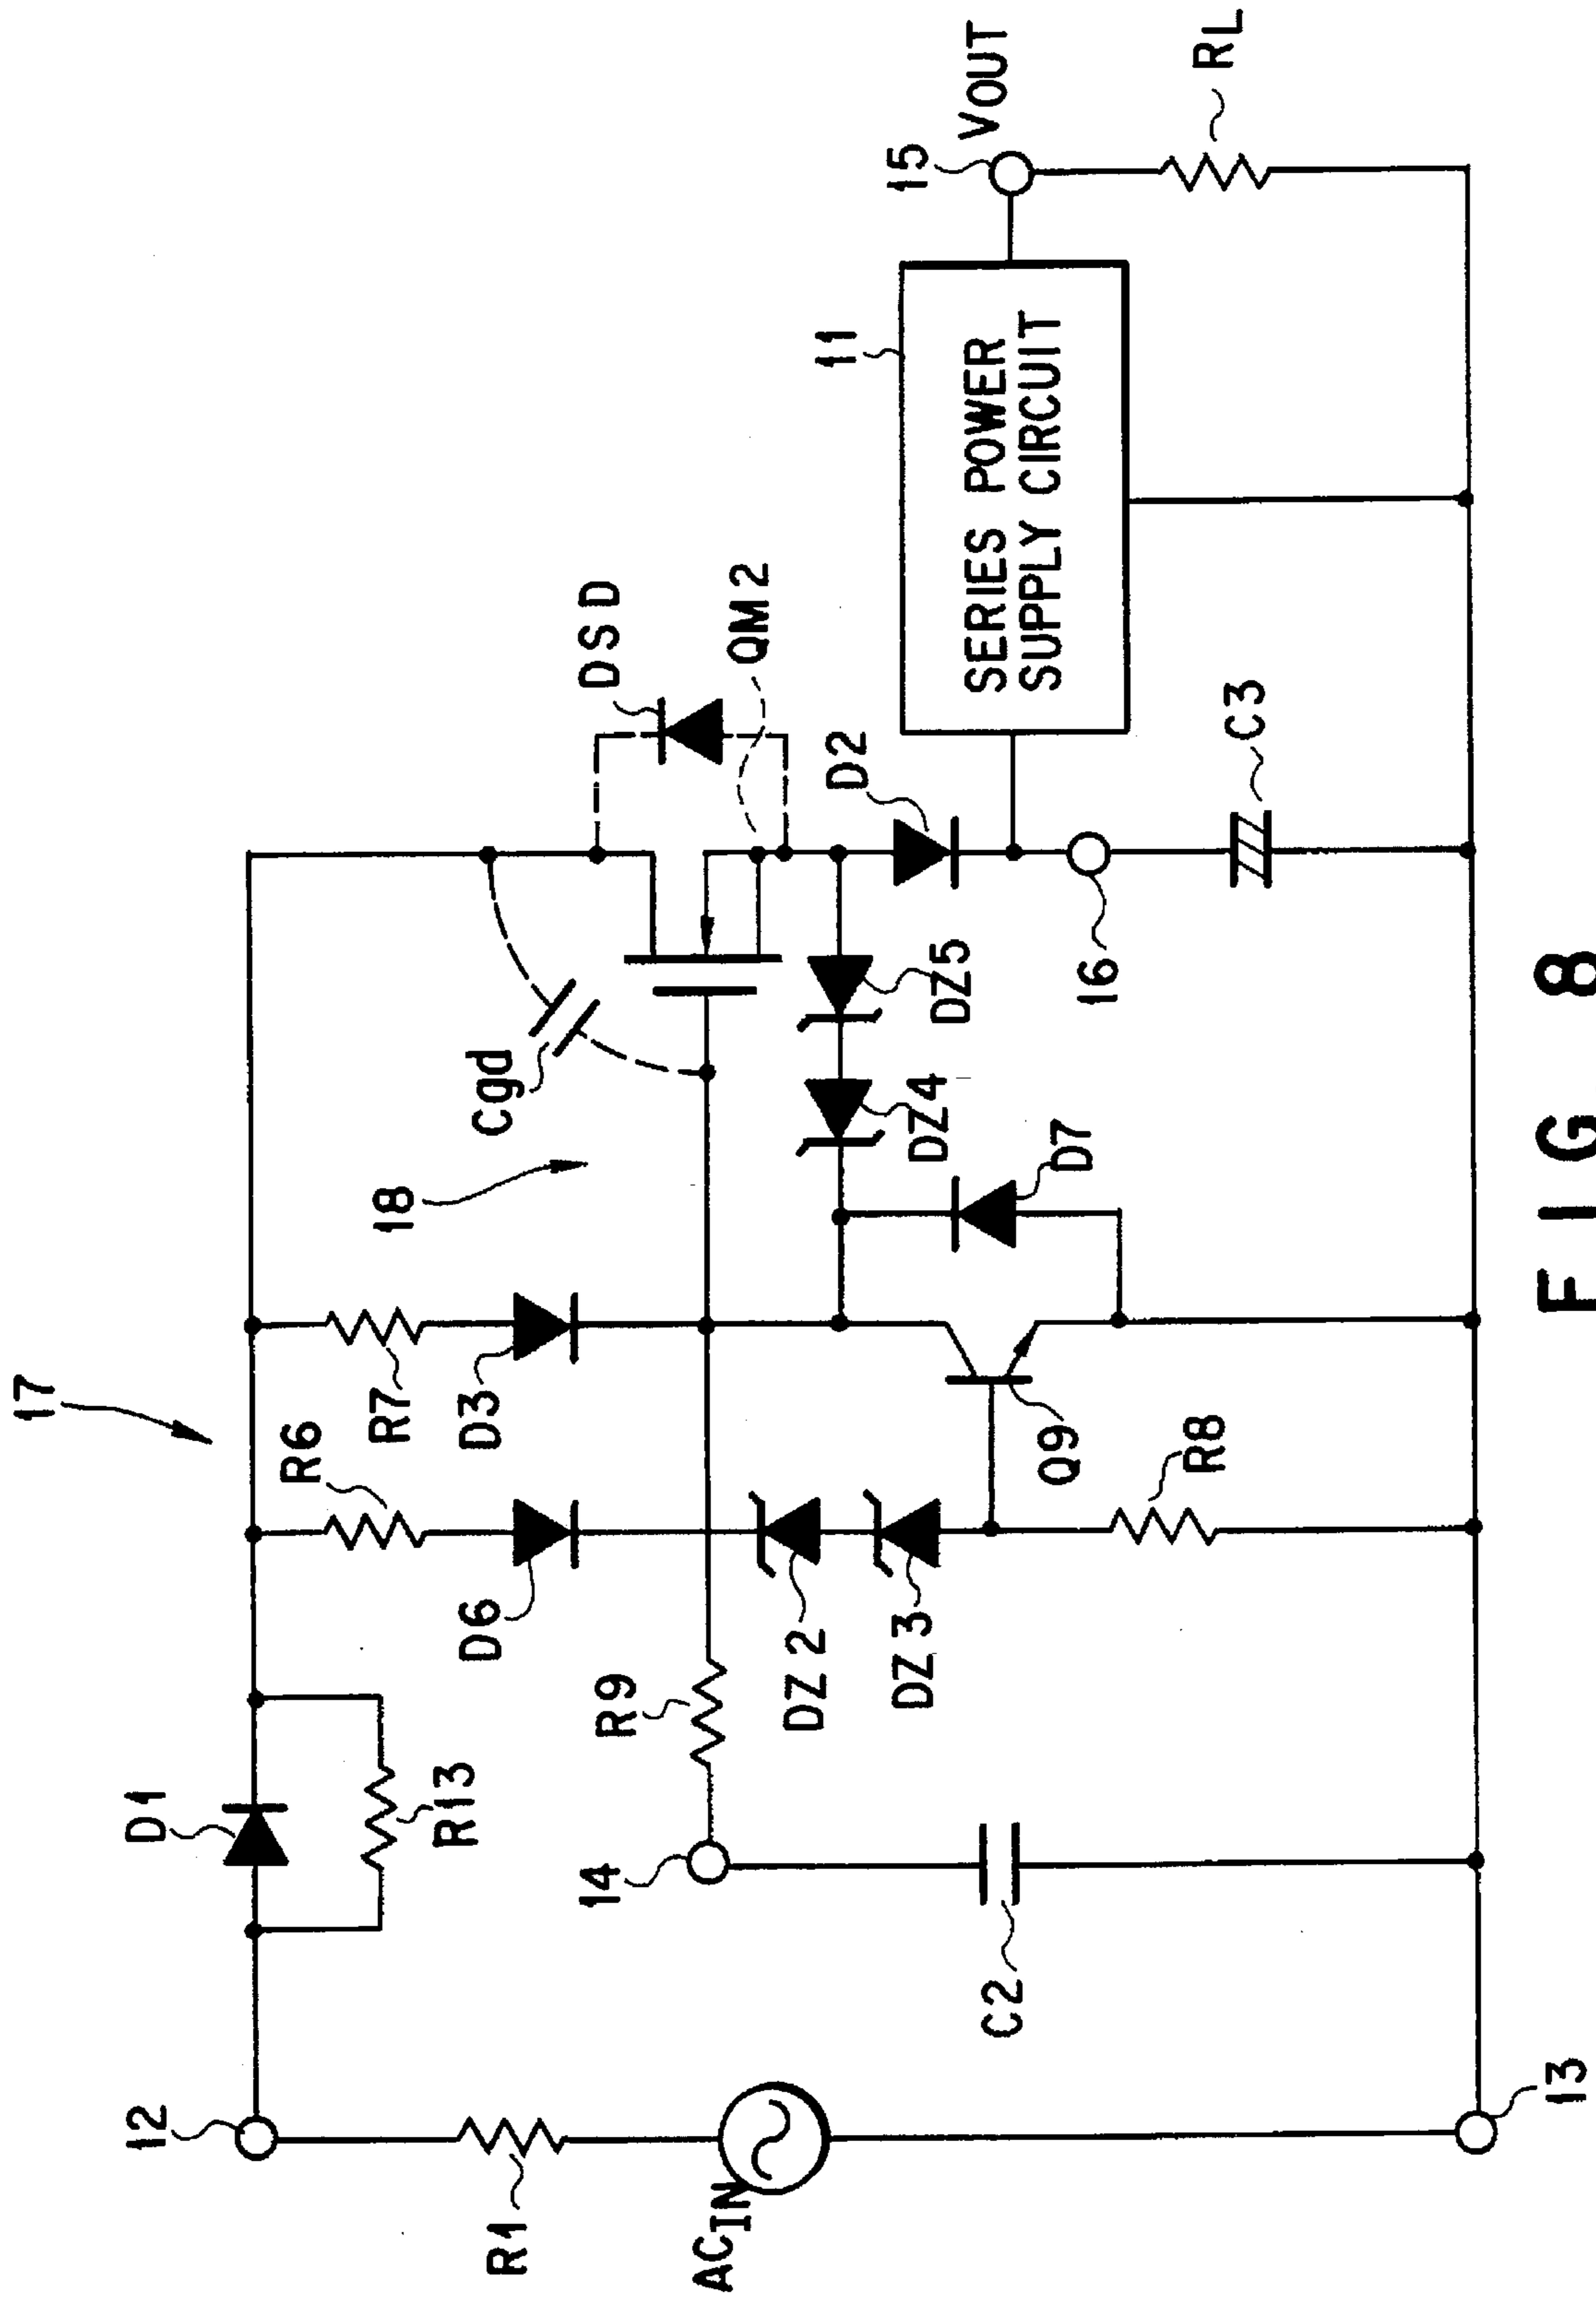 17
12
D1
R13
R6
R7
D6
D3
18
Cgd
DSD
QM2
R1
14
R9
DZ2
DZ3
DZ4
DZ5
D2
11
SERIES POWER
SUPPLY CIRCUIT
15
VOUT
ACIN
C2
Q9
R8
D7
16
C3
RL
13
FIG 8